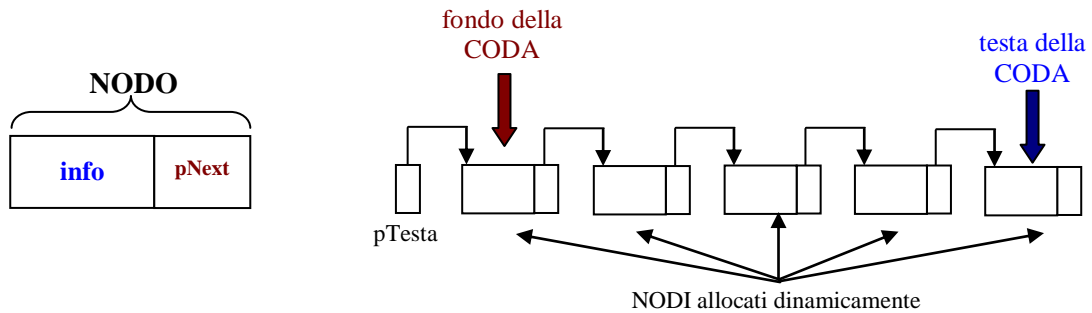 NODO
info
pNext
fondo della
CODA
testa della
CODA
pTesta
NODI allocati dinamicamente